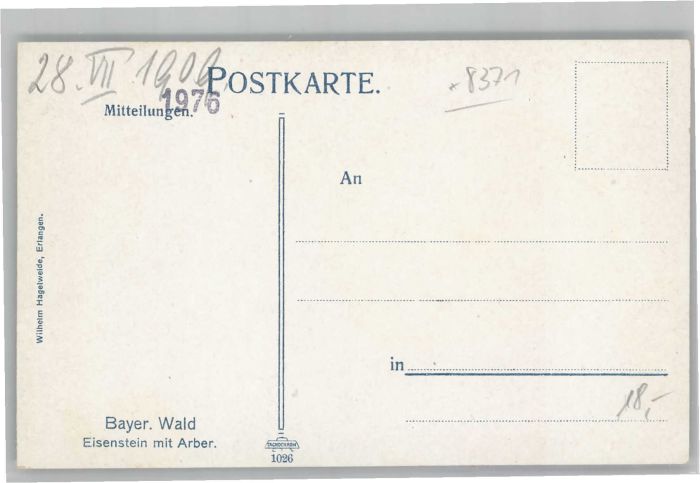 28. VII 1906.
POSTKARTE.
*8371
1976
Mitteilungen.
An
Wilhelm Hagelweide, Erlangen.
in
18,-
Bayer. Wald
Eisenstein mit Arber.
TACHOCHROM
1026